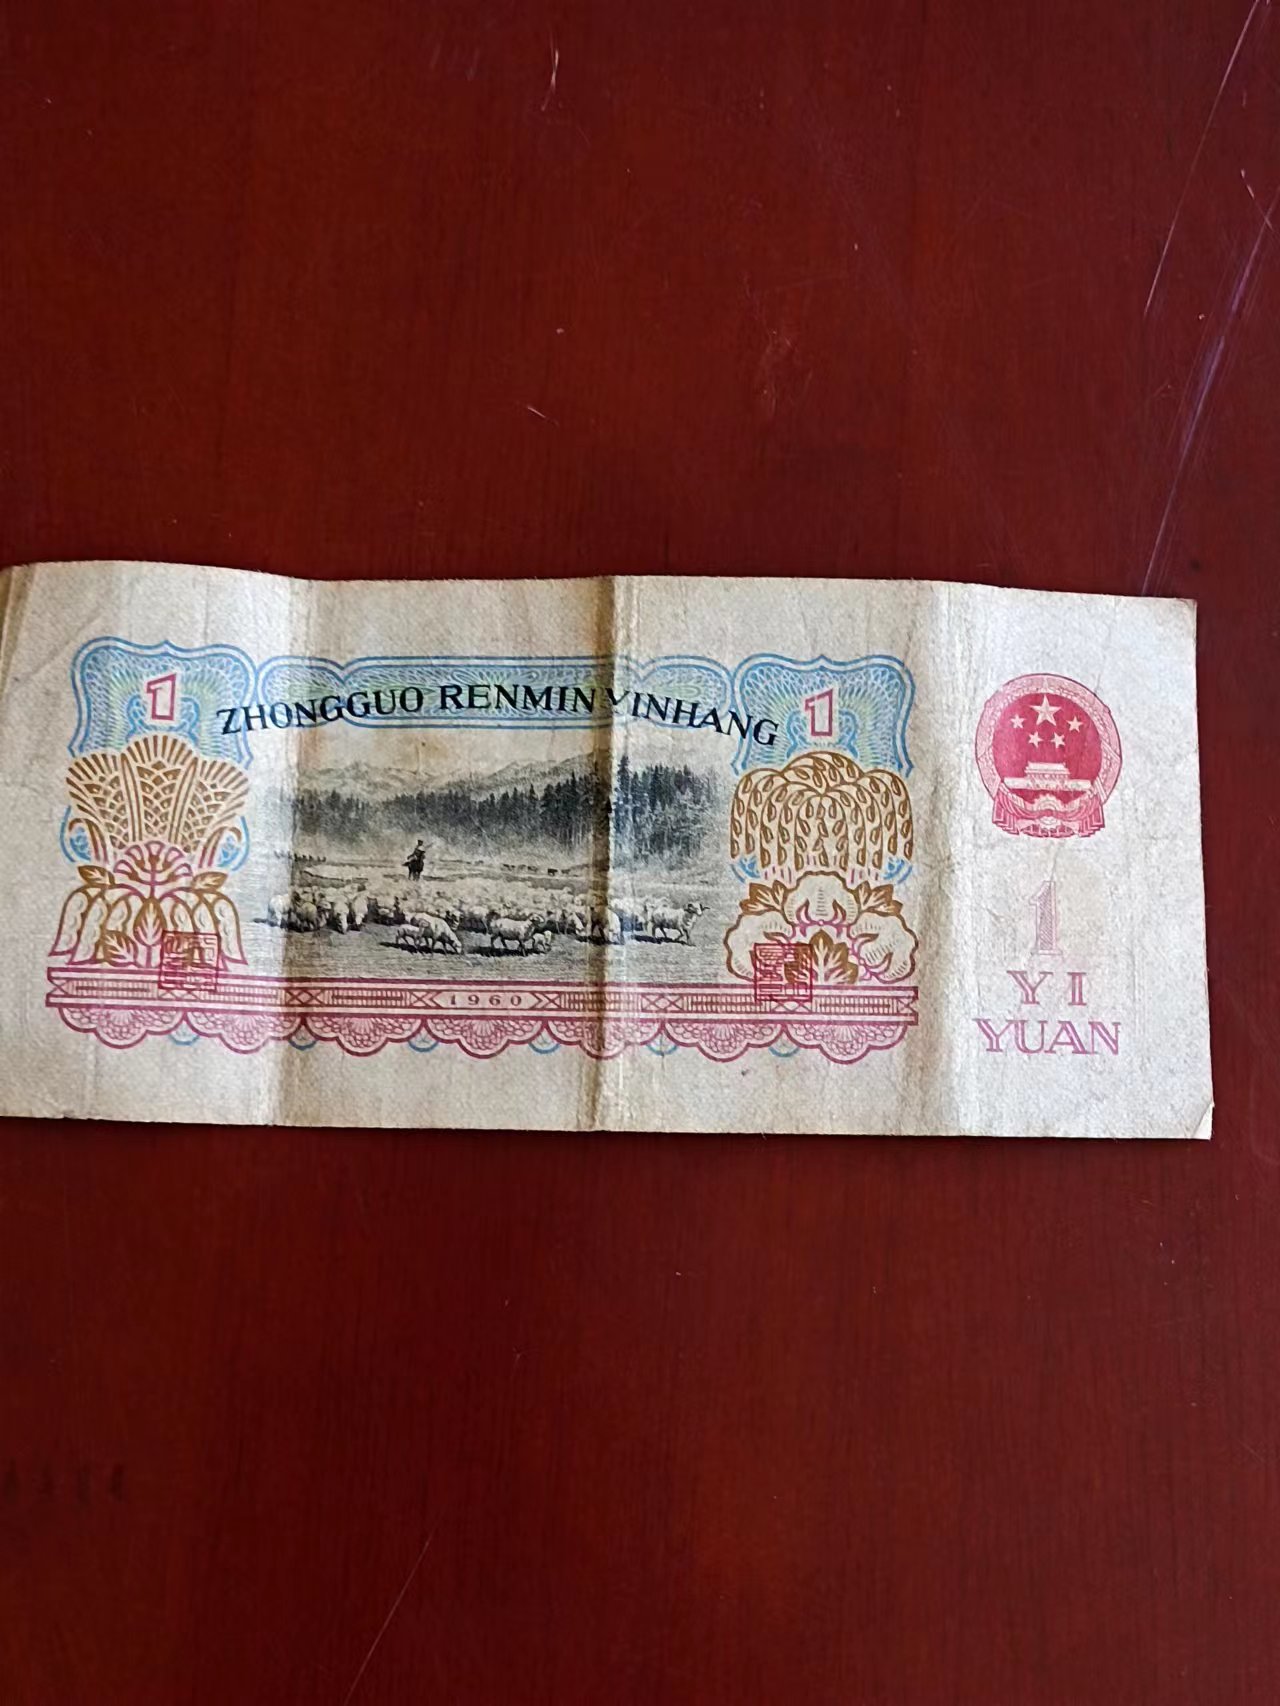 1
ZHONGGUO RENMIN YINHANG
1
1960
1
YI
YUAN